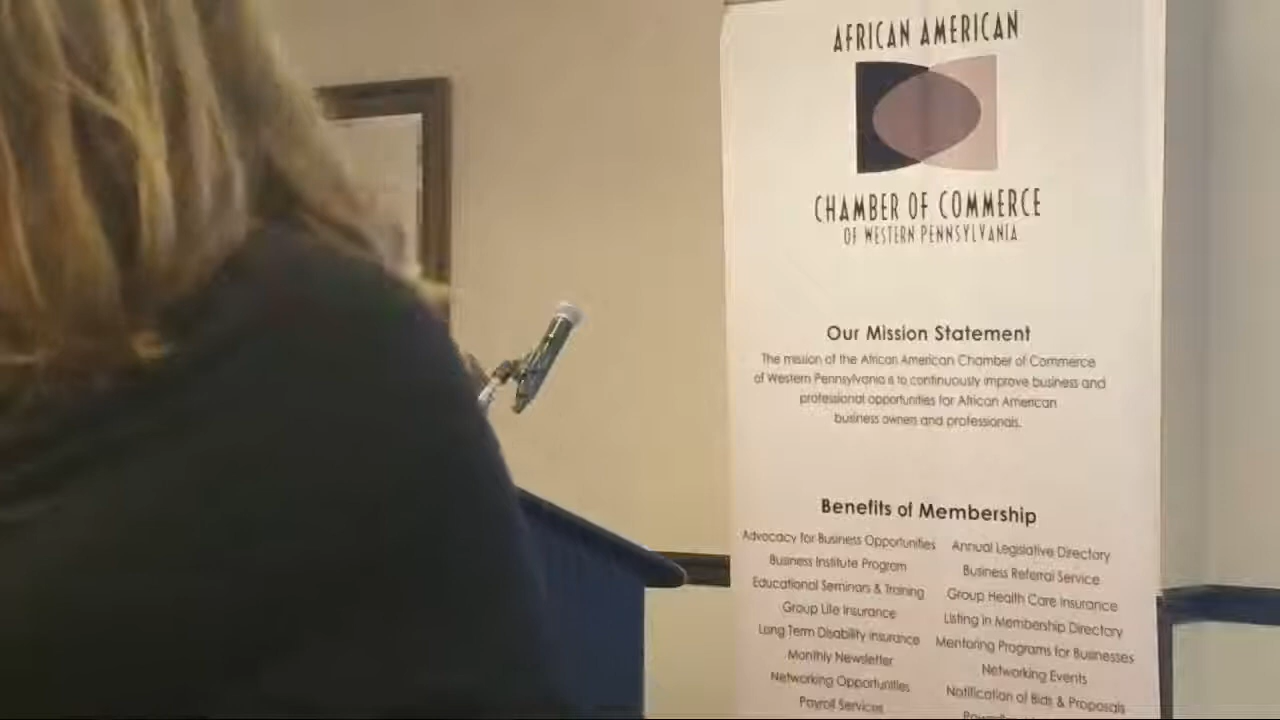 AFRICAN AMERICAN
CHAMBER OF COMMERCE
OF WESTERN PENNSYLVANIA
Our Mission Statement
The mission of the African American Chamber of Commerce
of Western Pennsylvania is to continuously improve business and
professional opportunities for African American
business owners and professionals.
Benefits of Membership
Advocacy for Business Opportunities
Business Institute Program
Educational Seminars & Training
Group Life Insurance
Long Term Disability Insurance
Monthly Newsletter
Networking Opportunities
Payroll Services
Annual Legislative Directory
Business Referral Service
Group Health Care Insurance
Listing in Membership Directory
Mentoring Programs for Businesses
Networking Events
Notification of Bids & Proposals